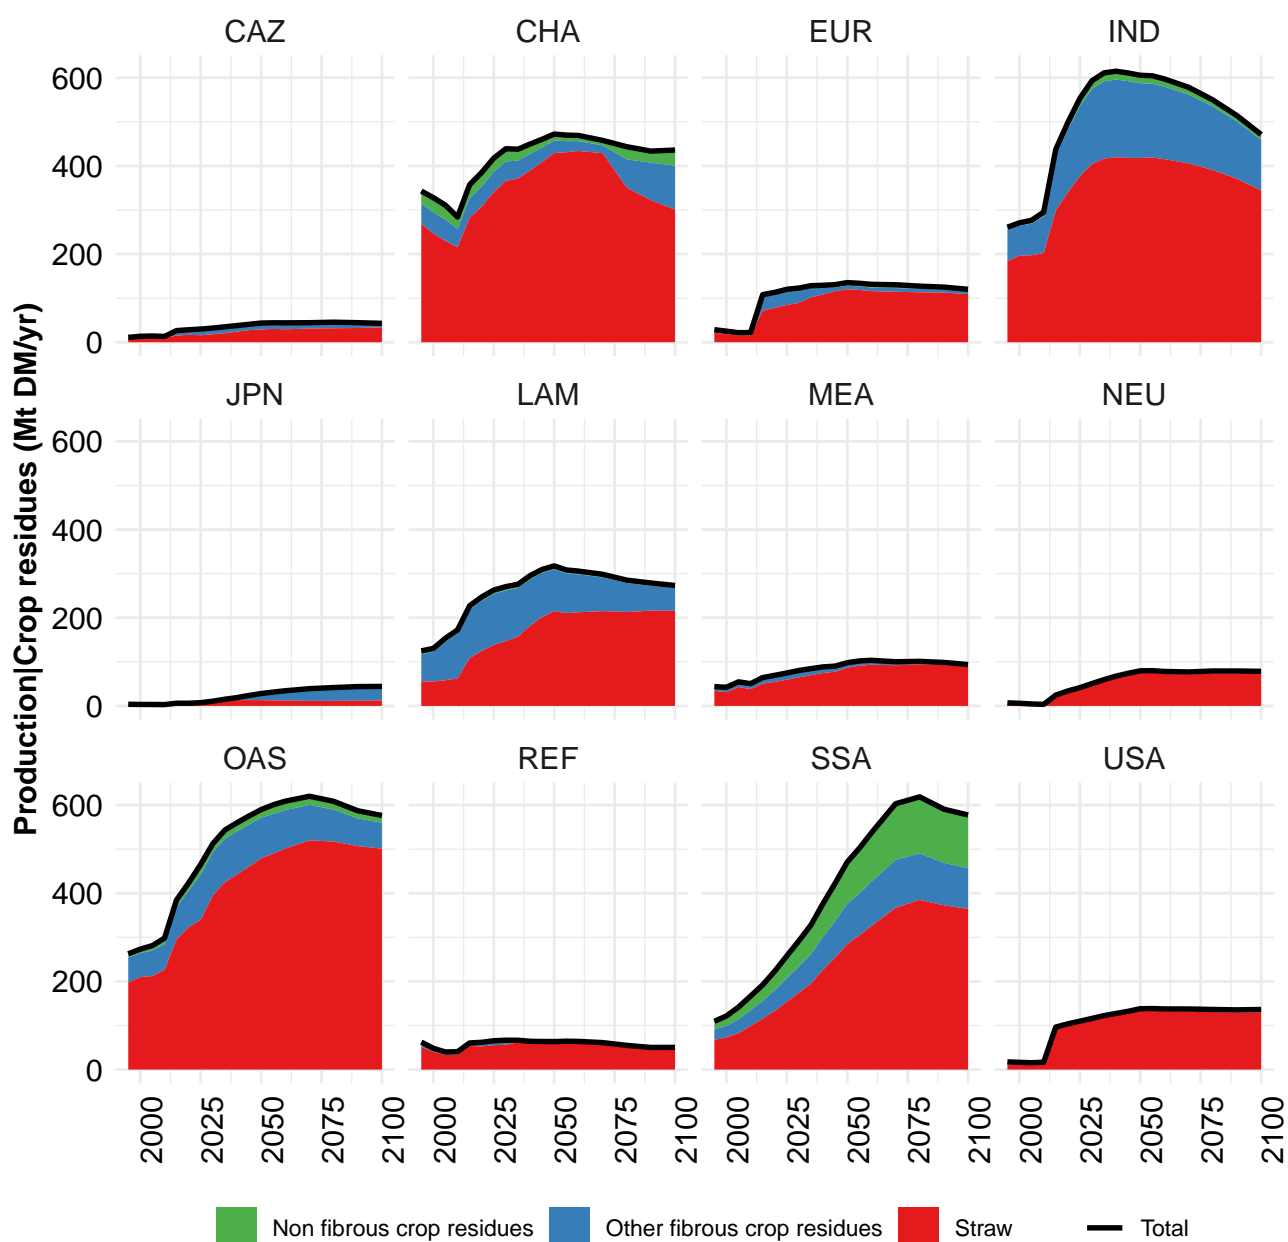 CAZ CHA EUR IND
600
400
200
0
JPN LAM MEA NEU
600
400
200
0
OAS REF SSA USA
600
400
200
0
Production|Crop residues (Mt DM/yr)
2000 2025 2050 2075 2100 2000 2025 2050 2075 2100 2000 2025 2050 2075 2100 2000 2025 2050 2075 2100
Non fibrous crop residues Other fibrous crop residues Straw Total